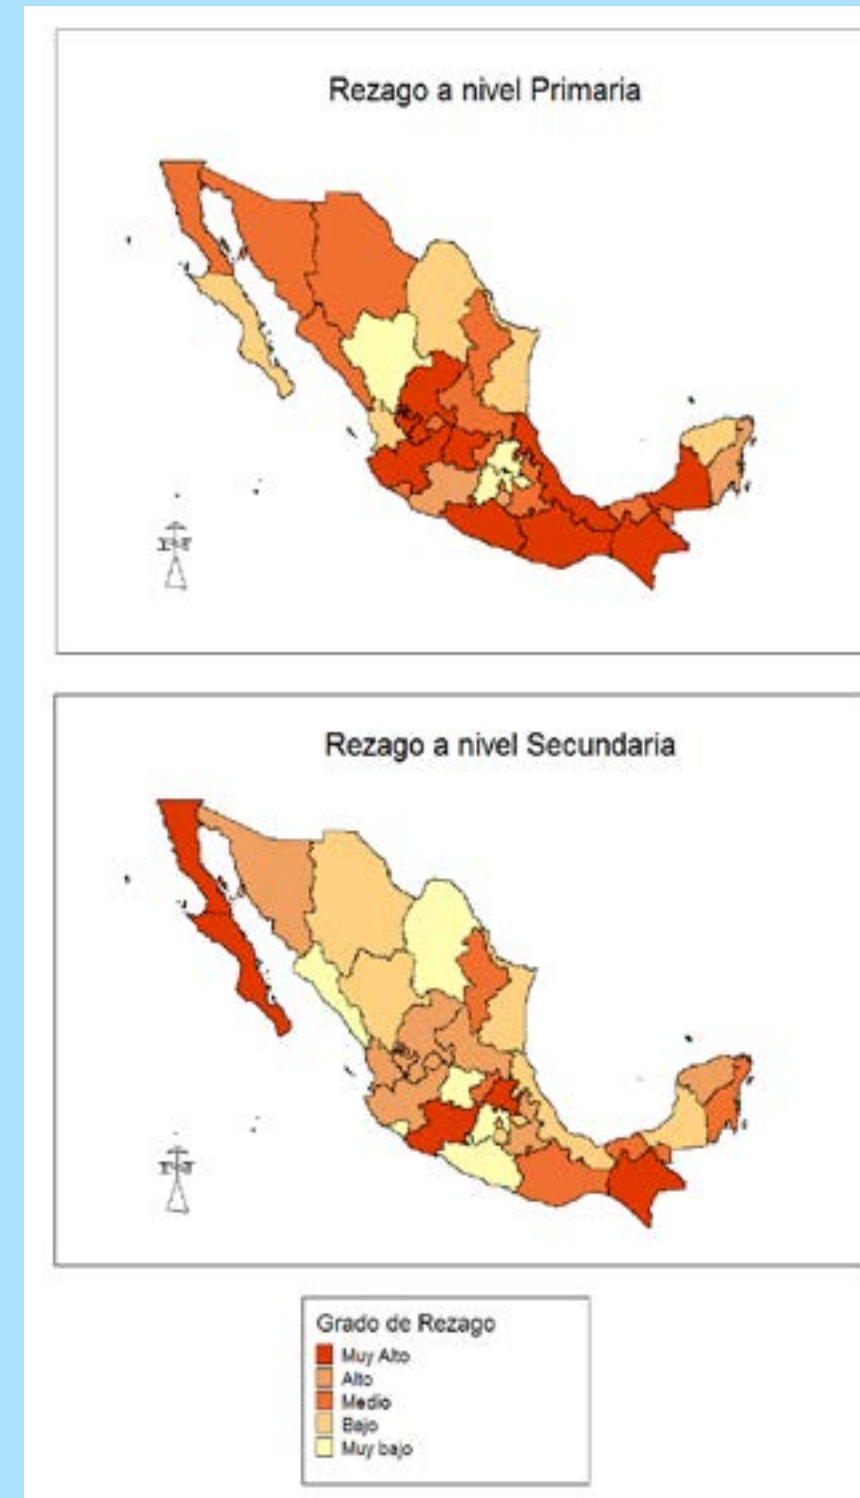 Rezago a nivel Primaria
Rezago a nivel Secundaria
Grado de Rezago
Muy Alto
Alto
Medio
Bajo
Muy bajo